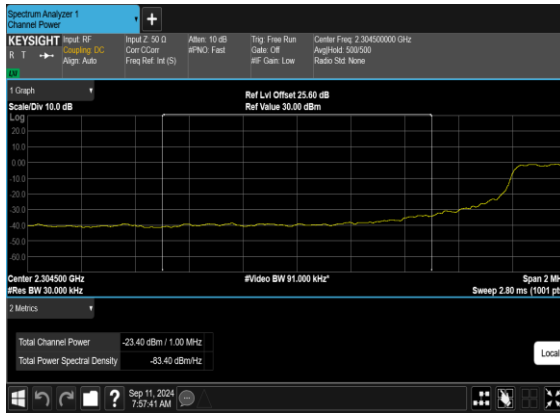 Spectrum Analyzer 1
Channel Power
+
KEYSIGHT Input: RF Input Z: 50 Ω Atten: 10 dB Trig: Free Run Center Freq: 2.304500000 GHz
R T Coupling: DC Corr CCorr #PNO: Fast Gate: Off Avg|Hold: 500/500
Align: Auto Freq Ref: Int (S) #IF Gain: Low Radio Std: None
1 Graph
Ref Lvl Offset 25.60 dB
Scale/Div 10.0 dB Ref Value 30.00 dBm
Log
20.0
10.0
0.00
-10.0
-20.0
-30.0
-40.0
-50.0
-60.0
Center 2.304500 GHz #Video BW 91.000 kHz* Span 2 MH
#Res BW 30.000 kHz Sweep 2.80 ms (1001 pt
2 Metrics
Total Channel Power -23.40 dBm / 1.00 MHz
Total Power Spectral Density -83.40 dBm/Hz
Local
? Sep 11, 2024
7:57:41 AM